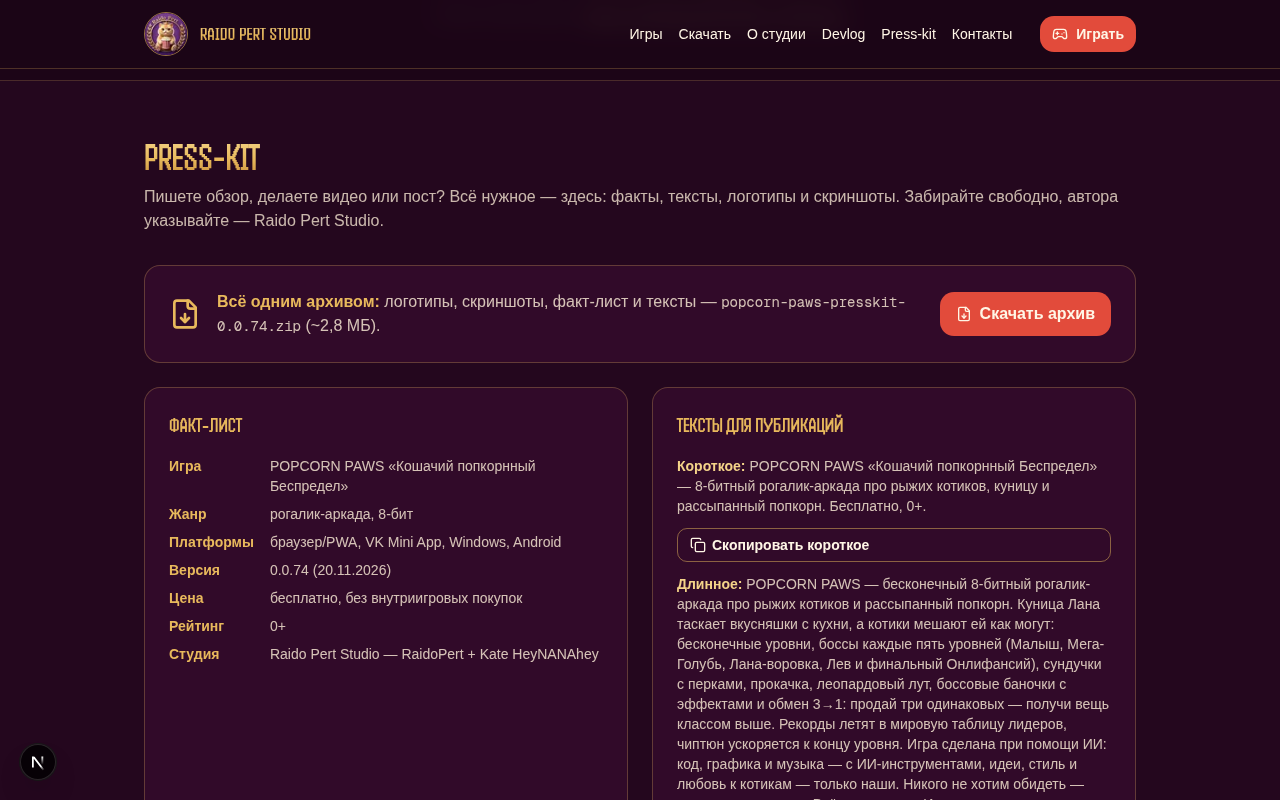 RAIDO PERT STUDIO
Игры Скачать О студии Devlog Press-kit Контакты Играть
PRESS-KIT
Пишете обзор, делаете видео или пост? Всё нужное — здесь: факты, тексты, логотипы и скриншоты. Забирайте свободно, автора
указывайте — Raido Pert Studio.
Всё одним архивом: логотипы, скриншоты, факт-лист и тексты — popcorn-paws-presskit-
0.0.74.zip (~2,8 МБ).
Скачать архив
ФАКТ-ЛИСТ
Игра POPCORN PAWS «Кошачий попкорнный
Беспредел»
Жанр рогалик-аркада, 8-бит
Платформы браузер/PWA, VK Mini App, Windows, Android
Версия 0.0.74 (20.11.2026)
Цена бесплатно, без внутриигровых покупок
Рейтинг 0+
Студия Raido Pert Studio — RaidoPert + Kate HeyNANAhey
ТЕКСТЫ ДЛЯ ПУБЛИКАЦИЙ
Короткое: POPCORN PAWS «Кошачий попкорнный Беспредел»
— 8-битный рогалик-аркада про рыжих котиков, куницу и
рассыпанный попкорн. Бесплатно, 0+.
Скопировать короткое
Длинное: POPCORN PAWS — бесконечный 8-битный рогалик-
аркада про рыжих котиков и рассыпанный попкорн. Куница Лана
таскает вкусняшки с кухни, а котики мешают ей как могут:
бесконечные уровни, боссы каждые пять уровней (Малыш, Мега-
Голубь, Лана-воровка, Лев и финальный Онлифансий), сундучки
с перками, прокачка, леопардовый лут, боссовые баночки с
эффектами и обмен 3→1: продай три одинаковых — получи вещь
классом выше. Рекорды летят в мировую таблицу лидеров,
чиптюн ускоряется к концу уровня. Игра сделана при помощи ИИ:
код, графика и музыка — с ИИ-инструментами, идеи, стиль и
любовь к котикам — только наши. Никого не хотим обидеть —